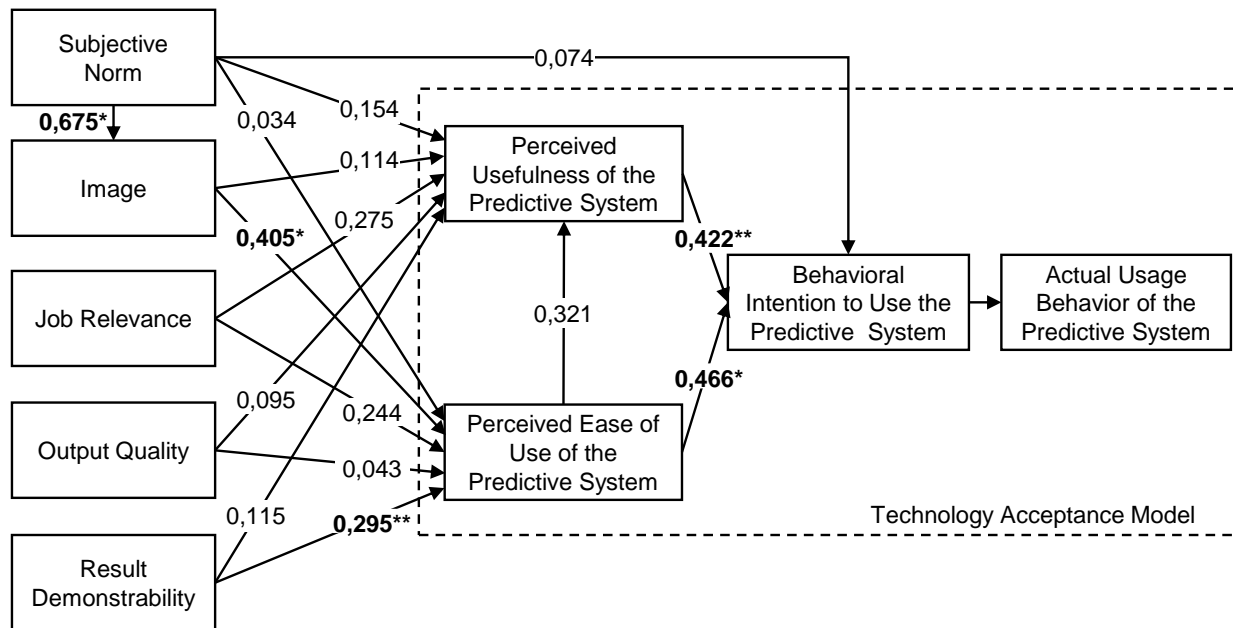 Subjective
Norm
0,074
0,675*
0,034
0,154
Image
0,114
Perceived
Usefulness of the
Predictive System
0,405*
0,275
0,422**
Job Relevance
0,321
Behavioral
Intention to Use the
Predictive System
Actual Usage
Behavior of the
Predictive System
0,095
0,244
0,466*
Output Quality
0,043
Perceived Ease of
Use of the
Predictive System
0,115
0,295**
Technology Acceptance Model
Result
Demonstrability